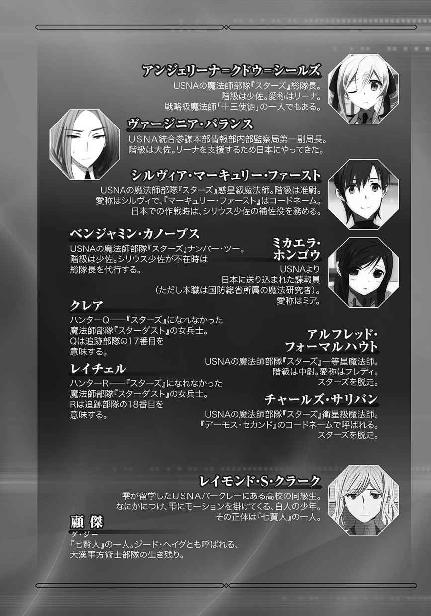 アンジェリーナ=クドウ=シールズ
USNAの魔法師部隊『スターズ』総隊長。
階級は少佐。愛称はリーナ。
戦略級魔法師「十三使徒」の一人でもある。
ヴァージニア・バランス
USNA統合参謀本部情報部内部監察局第一副局長。
階級は大佐。リーナを支援するため日本にやってきた。
シルヴィア・マーキュリー・ファースト
USNAの魔法師部隊『スターズ』惑星級魔法師。階級は准尉。
愛称はシルヴィで、『マーキュリー・ファースト』はコードネーム。
日本での作戦時は、シリウス少佐の補佐役を務める。
ベンジャミン・カノープス
USNAの魔法師部隊『スターズ』ナンバー・ツー。
階級は少佐。シリウス少佐が不在時は
総隊長を代行する。
ミカエラ・
ホンゴウ
USNAより
日本に送り込まれた諜報員
(ただし本職は国防総省所属の魔法研究者)。
愛称はミア。
クレア
ハンターQ――『スターズ』になれなかった
魔法師部隊『スターダスト』の女兵士。
Qは追跡部隊の17番目を
意味する。
レイチェル
ハンターR――『スターズ』になれなかった
魔法師部隊『スターダスト』の女兵士。
Rは追跡部隊の18番目を
意味する。
アルフレッド・
フォーマルハウト
USNAの魔法師部隊『スターズ』一等星魔法師。
階級は中尉。愛称はフレディ。
スターズを脱走。
チャールズ・サリバン
USNAの魔法師部隊『スターズ』衛星級魔法師。
『デーモス・セカンド』のコードネームで呼ばれる。
スターズを脱走。
レイモンド・S・クラーク
雫が留学したUSNAバークレーにある高校の同級生。
なにかにつけ、雫にモーションを掛けてくる、白人の少年。
その正体は『七賢人』の一人。
顧傑
グ・ジー
『七賢人』の一人。ジード・ヘイグとも呼ばれる、
大漢軍方術士部隊の生き残り。